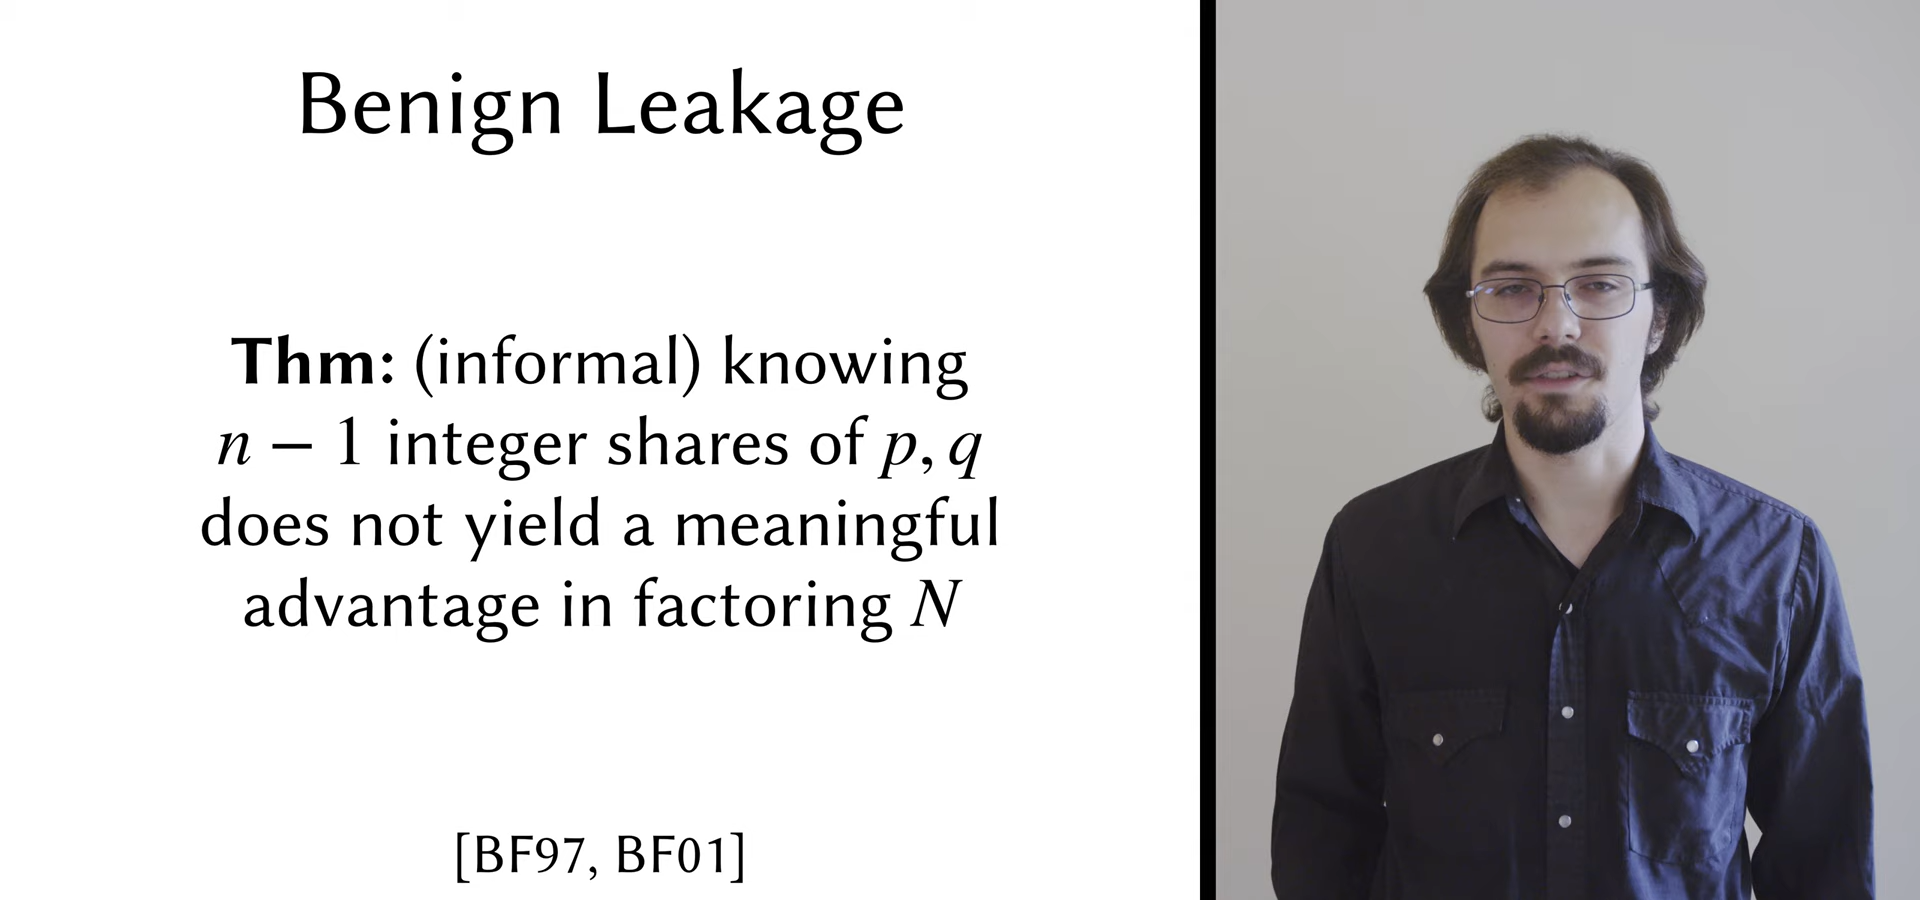 Benign Leakage
Thm: (informal) knowing
n − 1 integer shares of p, q
does not yield a meaningful
advantage in factoring N
[BF97, BF01]